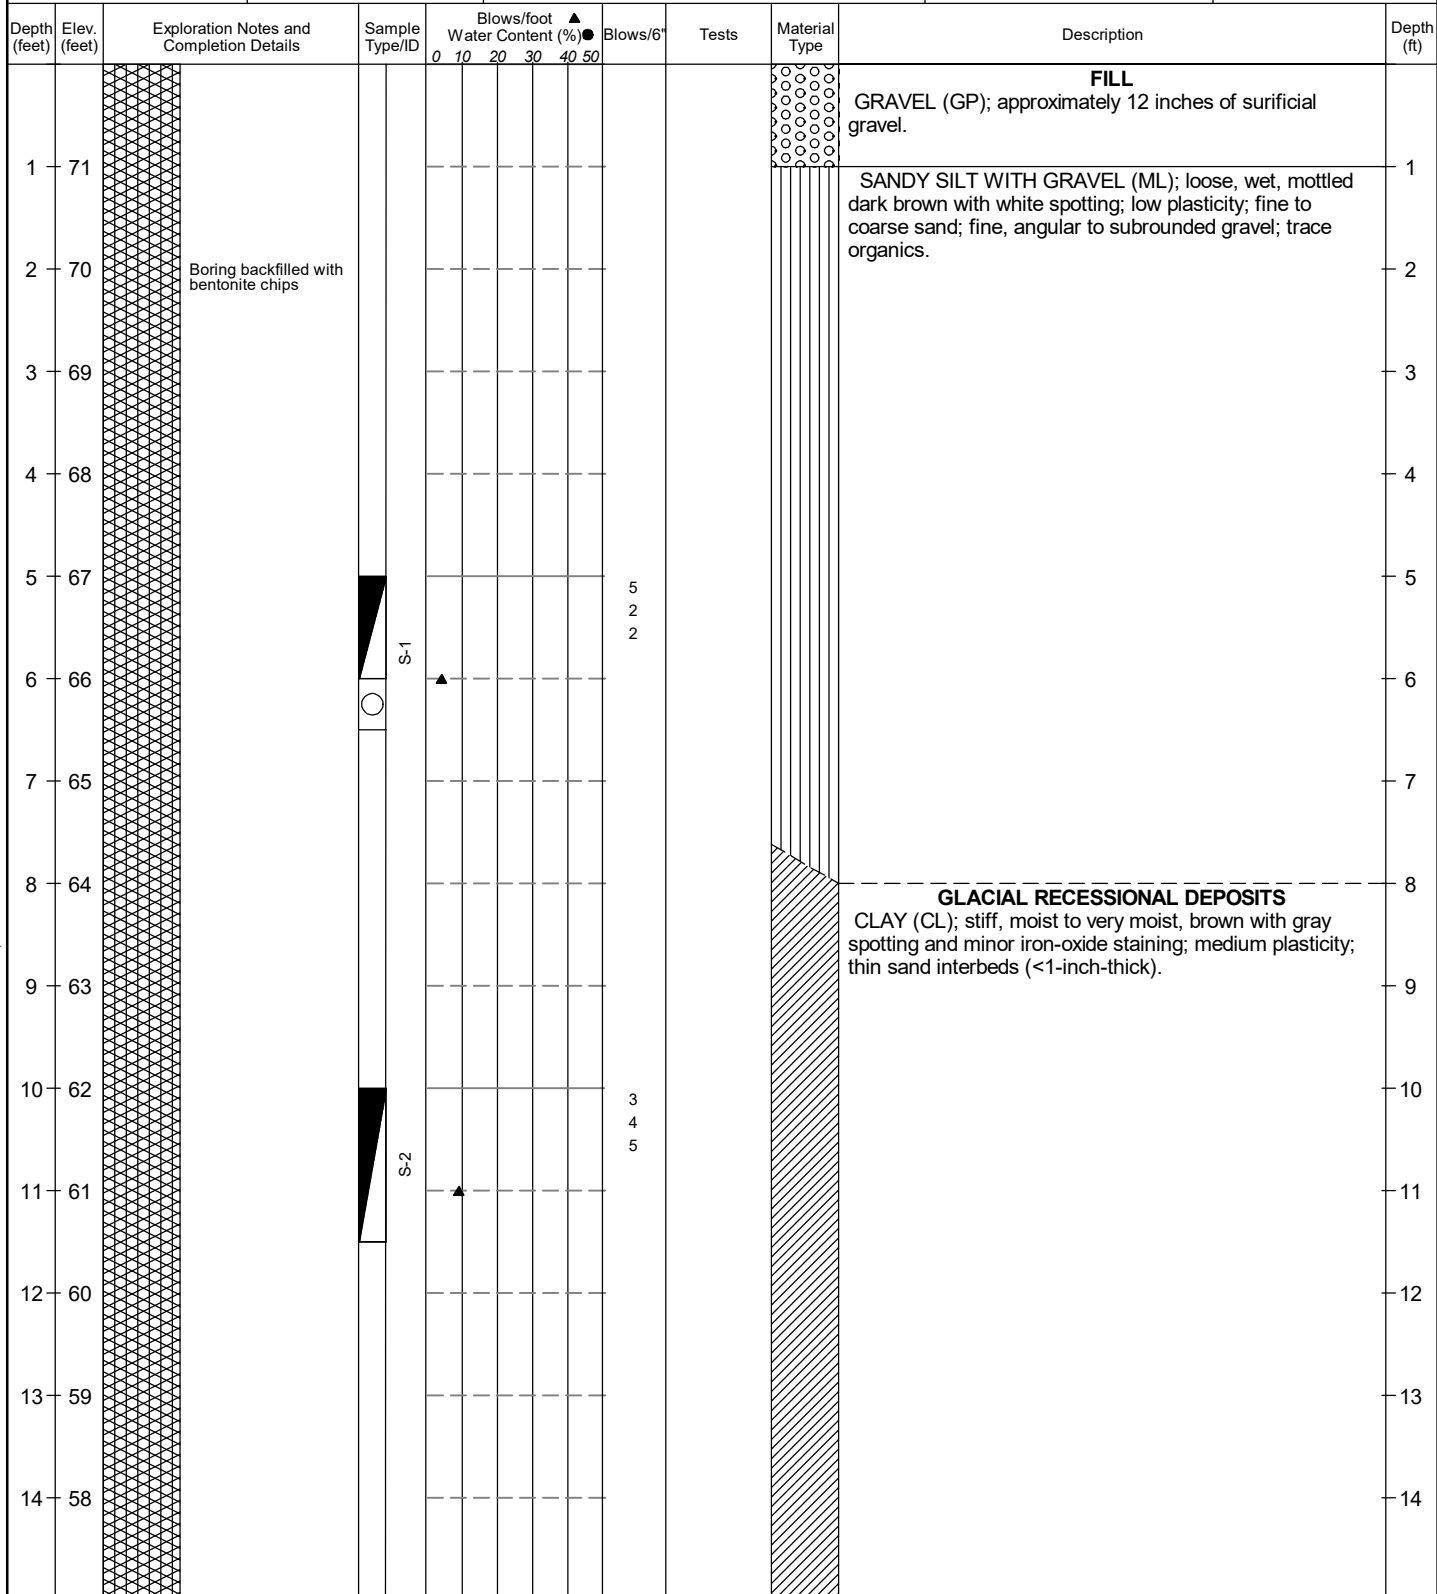 Depth (feet)
Elev. (feet)
Exploration Notes and Completion Details
Sample Type/ID
Blows/foot ▲
Water Content (%)●
0 10 20 30 40 50
Blows/6"
Tests
Material Type
Description
Depth (ft)
FILL
GRAVEL (GP); approximately 12 inches of surificial
gravel.
1 71 1
SANDY SILT WITH GRAVEL (ML); loose, wet, mottled
dark brown with white spotting; low plasticity; fine to
coarse sand; fine, angular to subrounded gravel; trace
organics.
2 70 2
Boring backfilled with
bentonite chips
3 69 3
4 68 4
5 67 5
5
2
2
S-1
6 66 6
7 65 7
8 64 8
GLACIAL RECESSIONAL DEPOSITS
CLAY (CL); stiff, moist to very moist, brown with gray
spotting and minor iron-oxide staining; medium plasticity;
thin sand interbeds (<1-inch-thick).
9 63 9
10 62 10
3
4
5
S-2
11 61 11
12 60 12
13 59 13
14 58 14